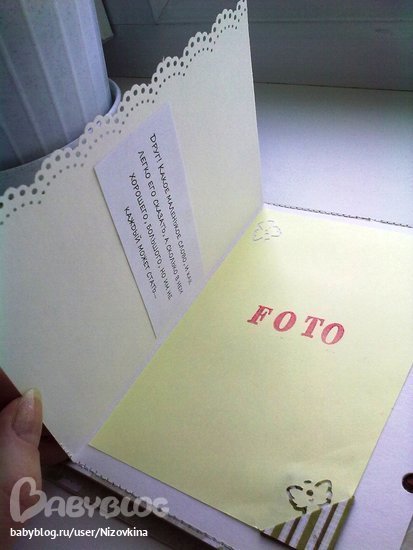 Друг! Какое маленькое слово, и как
легко его сказать, а сколько в нем
хорошего, большого, но им не
каждый может стать...
FOTO
BABYBLOG
babyblog.ru/user/Nizovkina